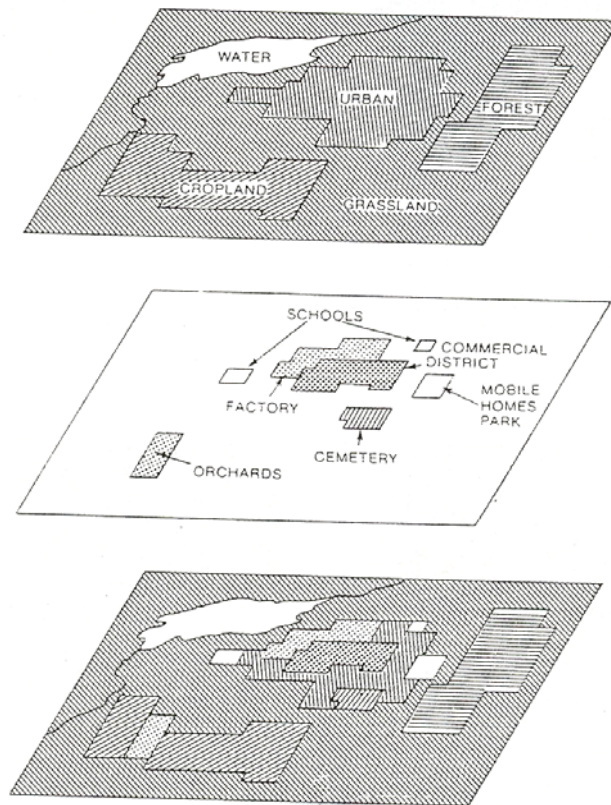 WATER
URBAN
FOREST
CROPLAND
GRASSLAND
SCHOOLS
COMMERCIAL
DISTRICT
FACTORY
MOBILE
HOMES
PARK
CEMETERY
ORCHARDS